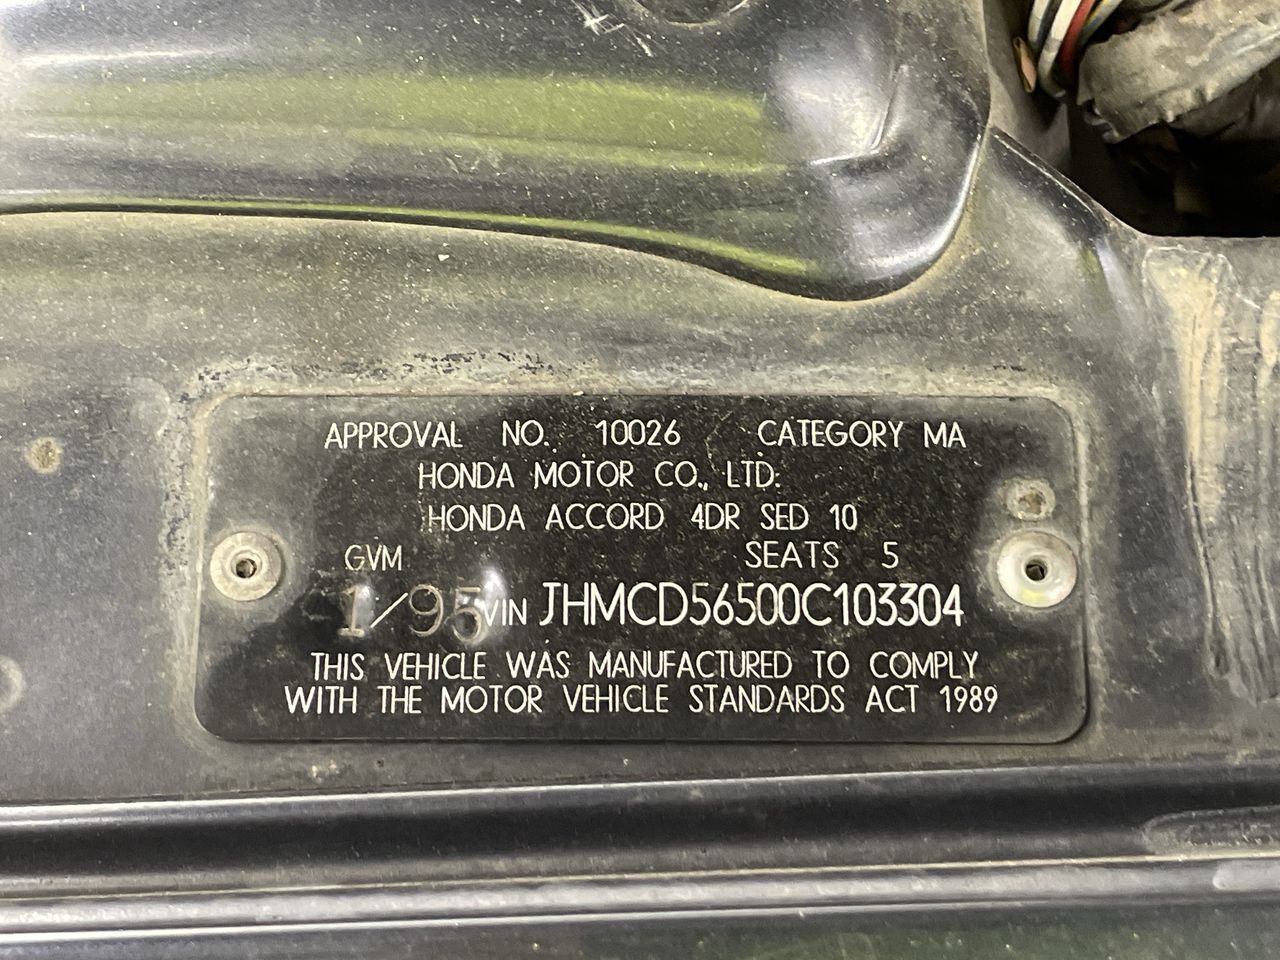 APPROVAL NO. 10026 CATEGORY MA
HONDA MOTOR CO., LTD.
HONDA ACCORD 4DR SED 10
GVM SEATS 5
1/95 VIN JHMCD56500C103304
THIS VEHICLE WAS MANUFACTURED TO COMPLY
WITH THE MOTOR VEHICLE STANDARDS ACT 1989